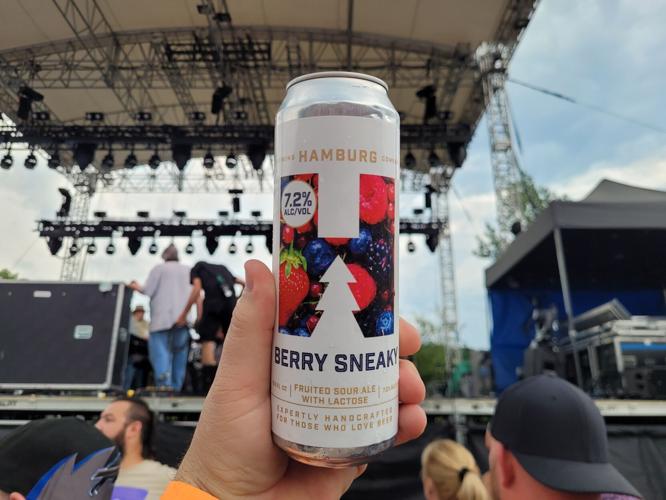 HAMBURG
7.2%
ALC/VOL
BERRY SNEAKY
FRUITED SOUR ALE
WITH LACTOSE
EXPERTLY HANDCRAFTED
FOR THOSE WHO LOVE BEER